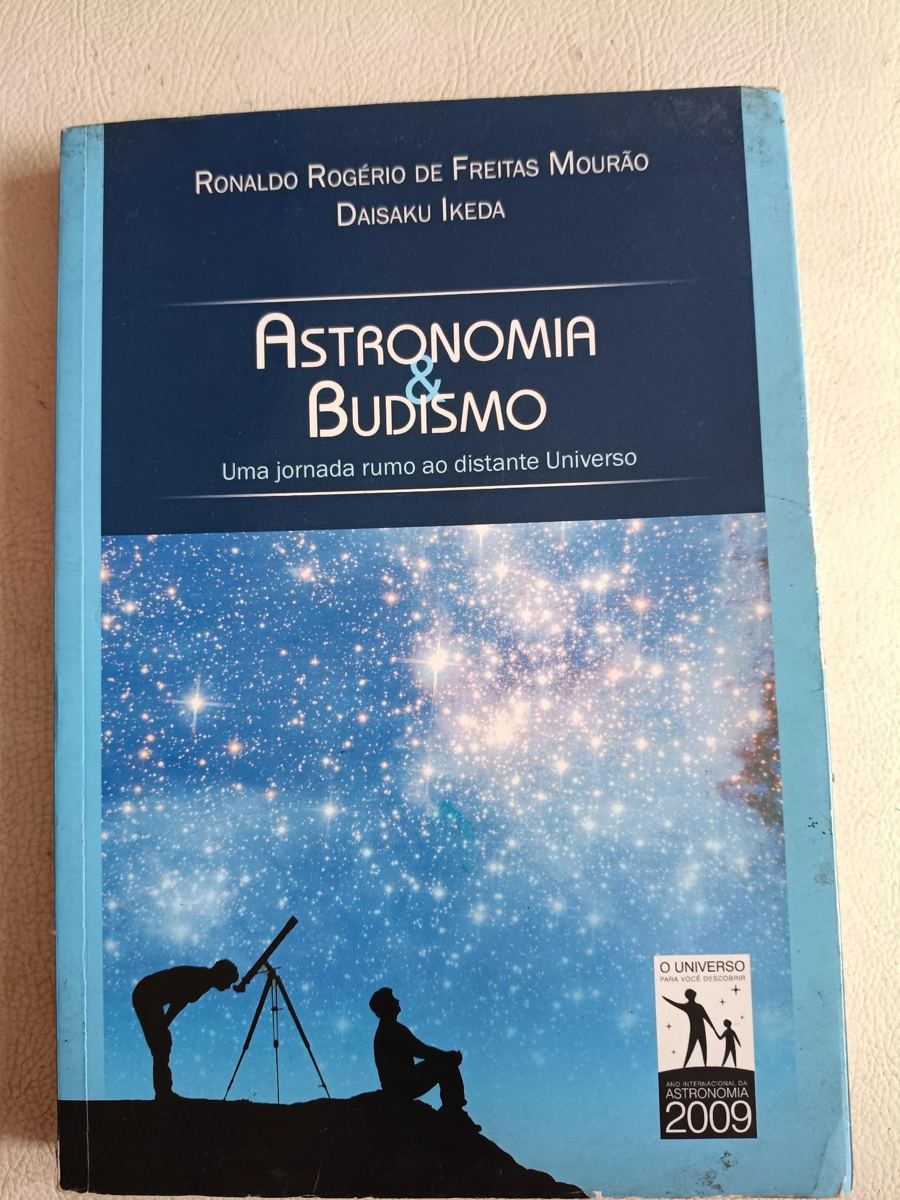 Ronaldo Rogério de Freitas Mourão
Daisaku Ikeda
Astronomia
&
Budismo
Uma jornada rumo ao distante Universo
O UNIVERSO
PARA VOCÊ DESCOBRIR
ANO INTERNACIONAL DA
ASTRONOMIA
2009